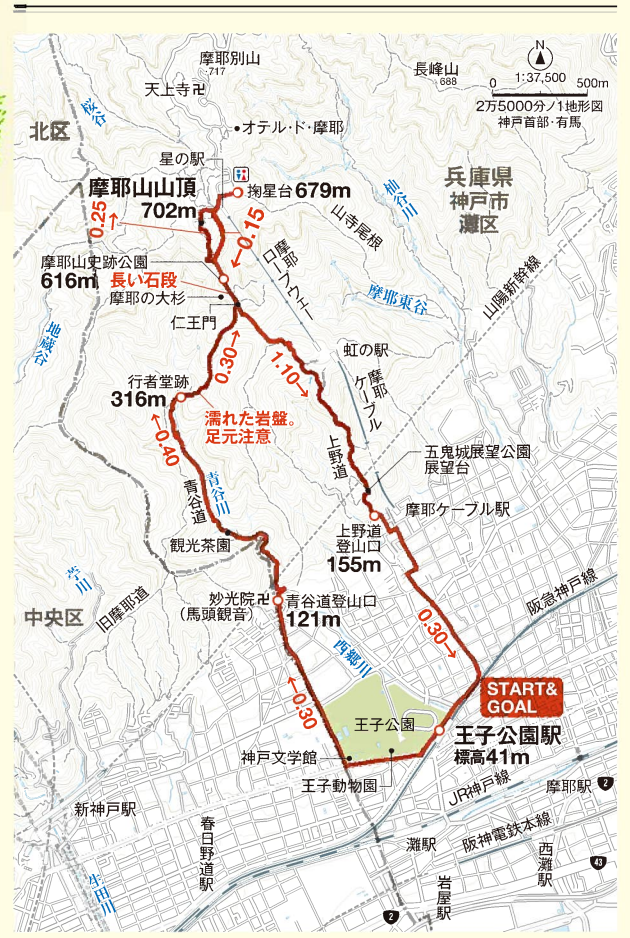 摩耶別山
・717
長峰山
688
N
0 1:37,500 500m
2万5000分ノ1地形図
神戸首部・有馬
天上寺卍
桜谷
北区
オテル・ド・摩耶
星の駅
掬星台679m
摩耶山山頂
702m
0.25→
←0.15
兵庫県
神戸市
灘区
杣谷川
山寺尾根
摩耶ロープウェー
摩耶山史跡公園
616m
長い石段
摩耶の大杉
仁王門
摩耶東谷
山陽新幹線
地蔵谷
0.30→
1.10→
虹の駅
摩耶ケーブル
行者堂跡
316m
濡れた岩盤。
足元注意
←0.40
上野道
五鬼城展望公園
展望台
青谷道
青谷川
摩耶ケーブル駅
観光茶園
上野道
登山口
155m
苧川
旧摩耶道
中央区
妙光院卍
(馬頭観音)
青谷道登山口
121m
阪急神戸線
0.30→
西郷川
←0.30
START&
GOAL
王子公園
王子公園駅
標高41m
神戸文学館
王子動物園
JR神戸線
摩耶駅
2
新神戸駅
春日野道駅
灘駅
阪神電鉄本線
西灘駅
43
生田川
岩屋駅
2